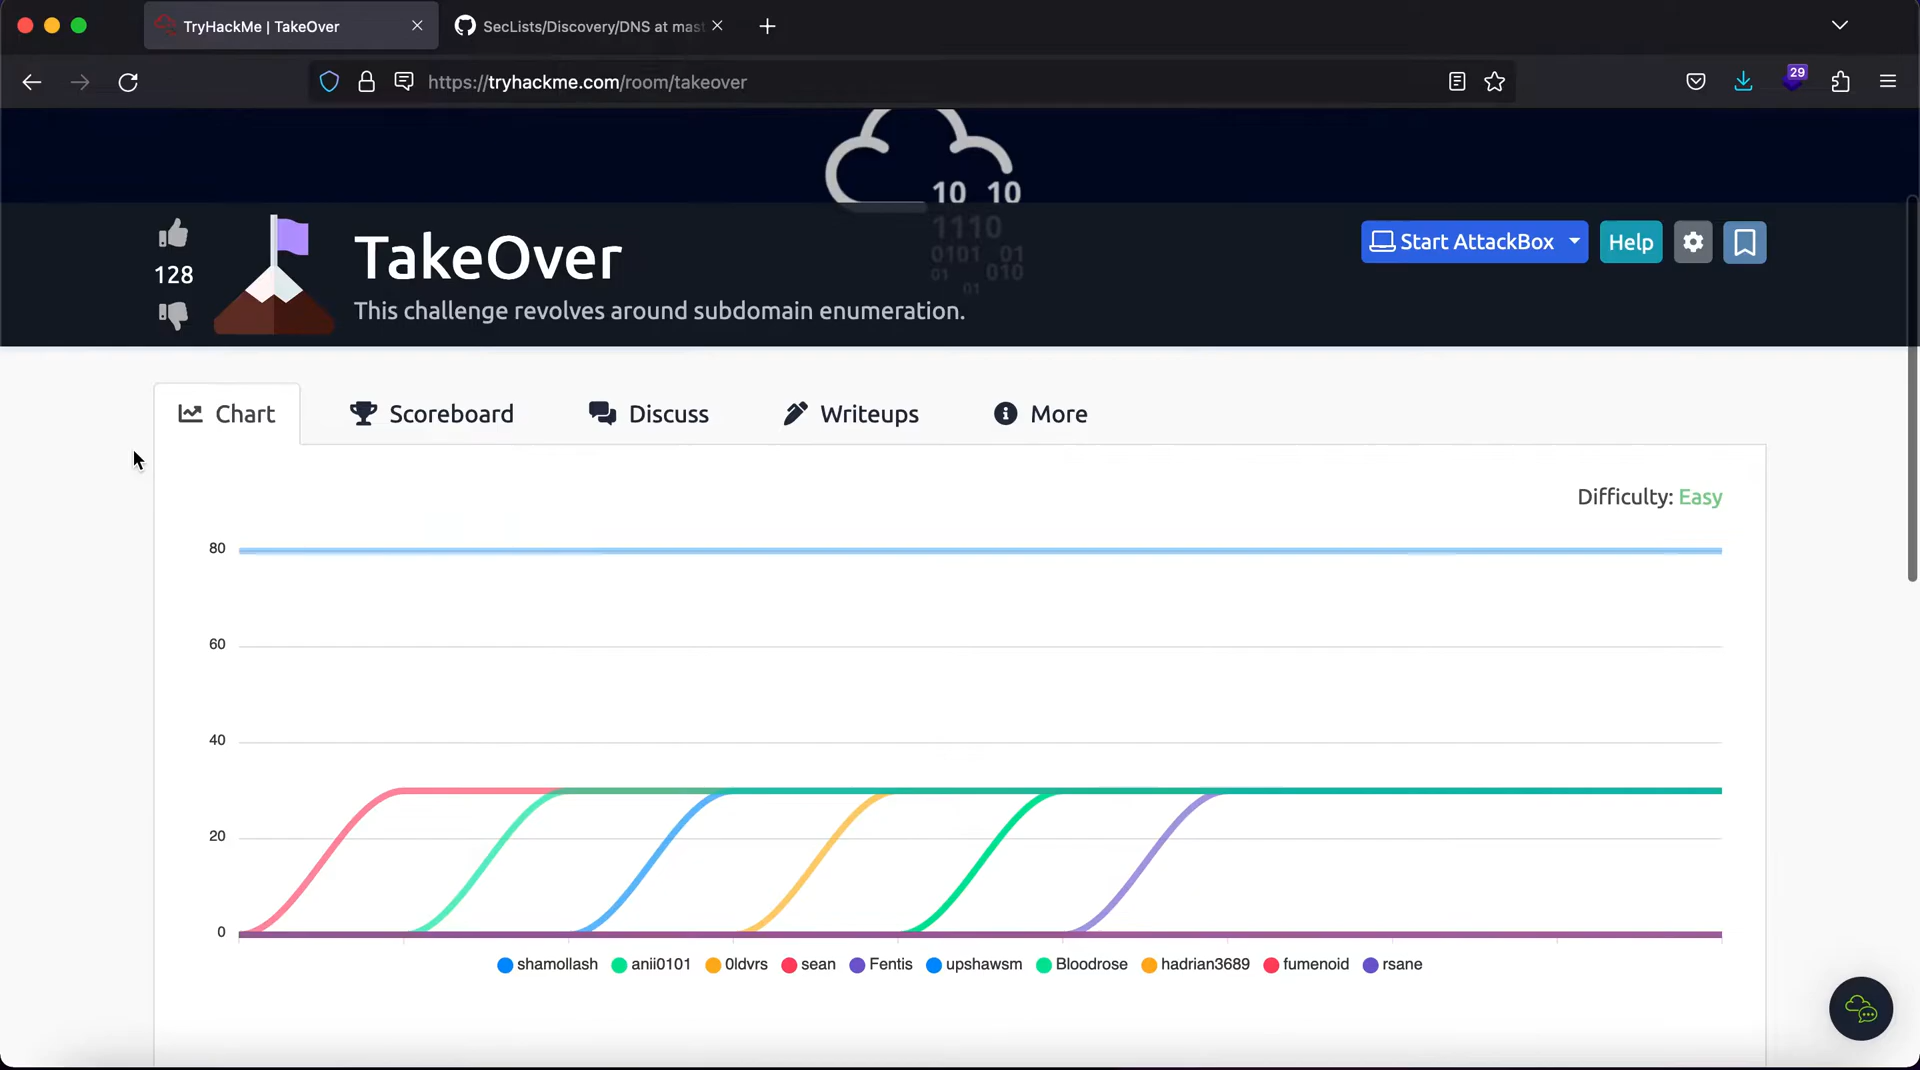 TryHackMe | TakeOver
SecLists/Discovery/DNS at mast
https://tryhackme.com/room/takeover
29
10 10
1110
0101 01
01 010
01
128
TakeOver
This challenge revolves around subdomain enumeration.
Start AttackBox
Help
Chart
Scoreboard
Discuss
Writeups
More
Difficulty: Easy
80
60
40
20
0
shamollash anii0101 0ldvrs sean Fentis upshawsm Bloodrose hadrian3689 fumenoid rsane